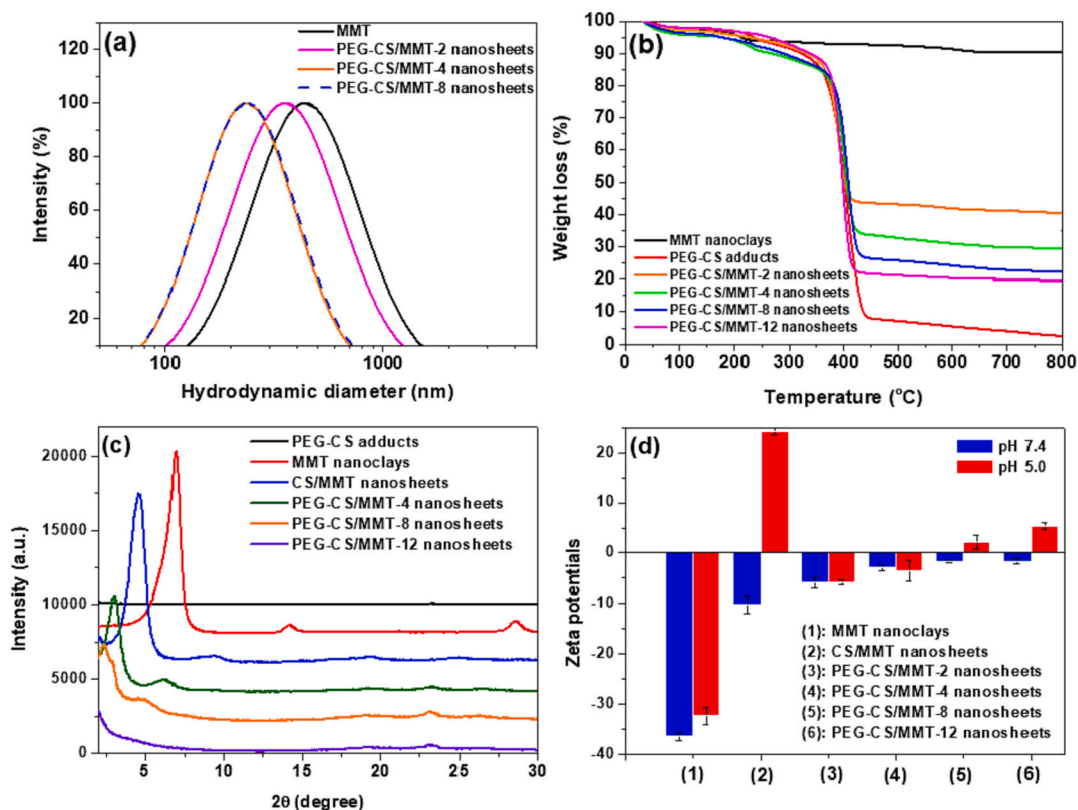 (a)
MMT
PEG-CS/MMT-2 nanosheets
PEG-CS/MMT-4 nanosheets
PEG-CS/MMT-8 nanosheets
120
100
80
60
40
20
Intensity (%)
100
1000
Hydrodynamic diameter (nm)
(b)
100
90
80
70
60
50
40
30
20
10
0
Weight loss (%)
MMT nanoclays
PEG-CS adducts
PEG-CS/MMT-2 nanosheets
PEG-CS/MMT-4 nanosheets
PEG-CS/MMT-8 nanosheets
PEG-CS/MMT-12 nanosheets
0 100 200 300 400 500 600 700 800
Temperature (°C)
(c)
PEG-CS adducts
MMT nanoclays
CS/MMT nanosheets
PEG-CS/MMT-4 nanosheets
PEG-CS/MMT-8 nanosheets
PEG-CS/MMT-12 nanosheets
20000
15000
10000
5000
0
Intensity (a.u.)
5 10 15 20 25 30
2θ (degree)
(d)
pH 7.4
pH 5.0
20
10
0
-10
-20
-30
-40
Zeta potentials
(1): MMT nanoclays
(2): CS/MMT nanosheets
(3): PEG-CS/MMT-2 nanosheets
(4): PEG-CS/MMT-4 nanosheets
(5): PEG-CS/MMT-8 nanosheets
(6): PEG-CS/MMT-12 nanosheets
(1) (2) (3) (4) (5) (6)